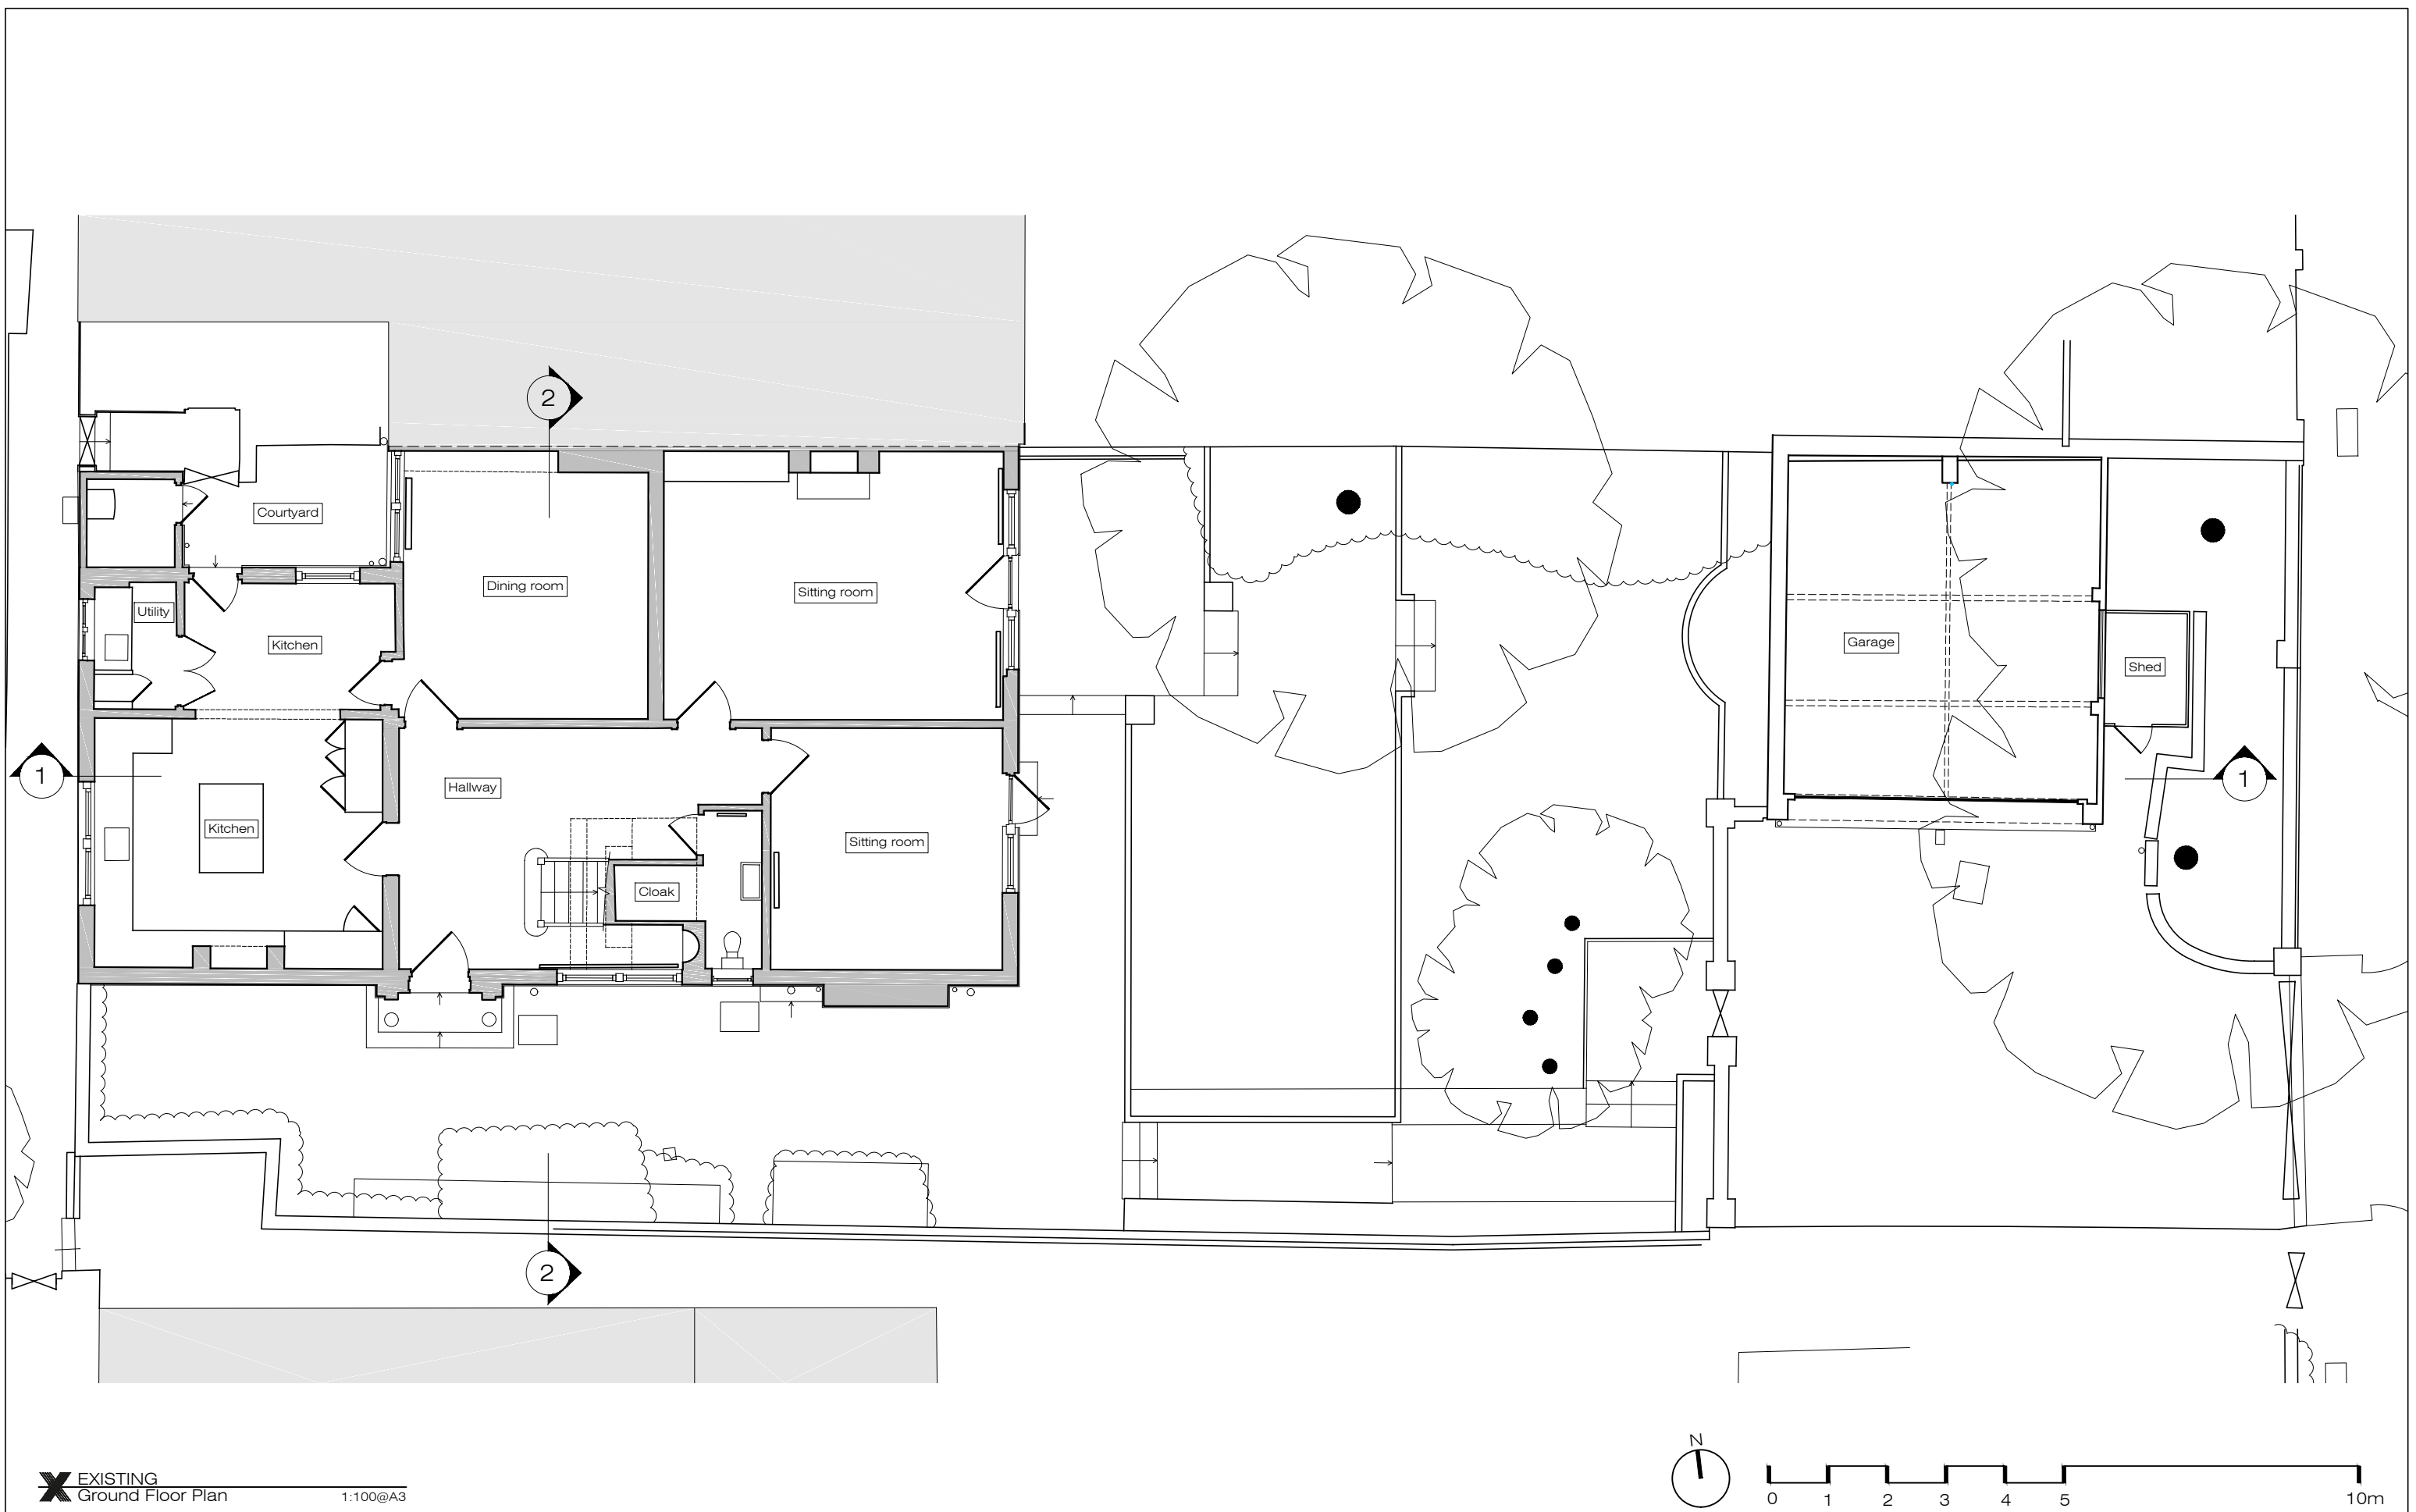 2
Courtyard
Dining room
Sitting room
Utility
Kitchen
Garage
Shed
1
Hallway
Kitchen
Sitting room
Cloak
1
2
N
EXISTING
Ground Floor Plan 1:100@A3
0 1 2 3 4 5 10m